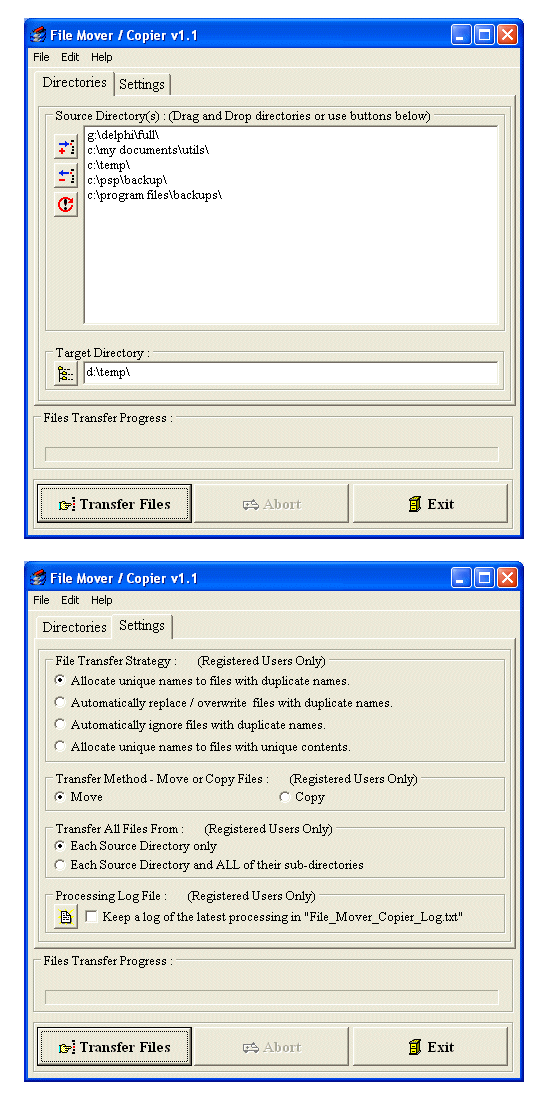 File Mover / Copier v1.1
File Edit Help
Directories Settings
Source Directory(s) : (Drag and Drop directories or use buttons below)
g:\delphi\full\
c:\my documents\utils\
c:\temp\
c:\psp\backup\
c:\program files\backups\
Target Directory :
d:\temp\
Files Transfer Progress :
Transfer Files Abort Exit
File Mover / Copier v1.1
File Edit Help
Directories Settings
File Transfer Strategy : (Registered Users Only)
Allocate unique names to files with duplicate names.
Automatically replace / overwrite files with duplicate names.
Automatically ignore files with duplicate names.
Allocate unique names to files with unique contents.
Transfer Method - Move or Copy Files : (Registered Users Only)
Move Copy
Transfer All Files From : (Registered Users Only)
Each Source Directory only
Each Source Directory and ALL of their sub-directories
Processing Log File : (Registered Users Only)
Keep a log of the latest processing in "File_Mover_Copier_Log.txt"
Files Transfer Progress :
Transfer Files Abort Exit